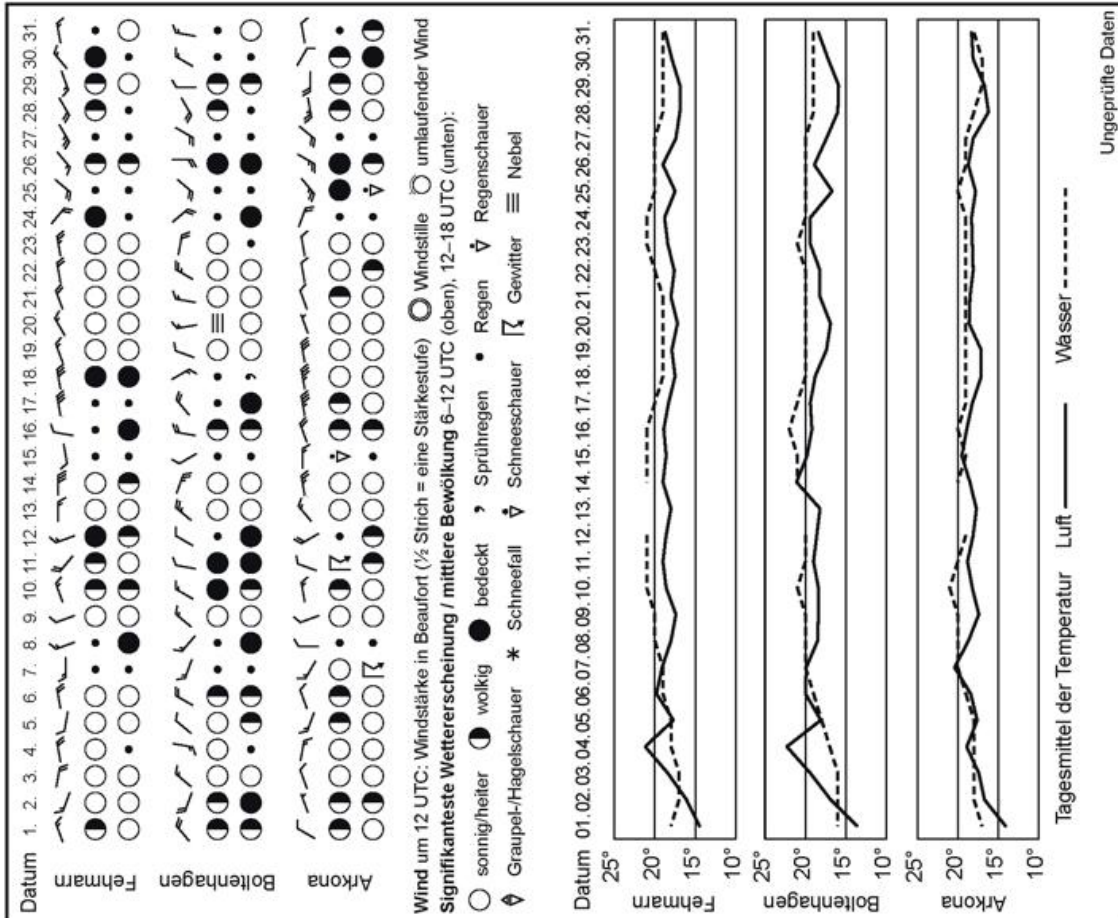 Datum 1. 2. 3. 4. 5. 6. 7. 8. 9. 10. 11. 12. 13. 14. 15. 16. 17. 18. 19. 20. 21. 22. 23. 24. 25. 26. 27. 28. 29. 30. 31.
Fehmarn
Boltenhagen
Arkona
Wind um 12 UTC: Windstärke in Beaufort (½ Strich = eine Stärkestufe) Windstille umlaufender Wind
Signifikanteste Wettererscheinung / mittlere Bewölkung 6–12 UTC (oben), 12–18 UTC (unten):
sonnig/heiter wolkig bedeckt Sprühregen Regen Regenschauer
Graupel-/Hagelschauer Schneefall Schneeschauer Gewitter Nebel
Datum 01. 02. 03. 04. 05. 06. 07. 08. 09. 10. 11. 12. 13. 14. 15. 16. 17. 18. 19. 20. 21. 22. 23. 24. 25. 26. 27. 28. 29. 30. 31.
Fehmarn
25°
20°
15°
10°
Boltenhagen
25°
20°
15°
10°
Arkona
25°
20°
15°
10°
Tagesmittel der Temperatur Luft Wasser
Ungeprüfte Daten